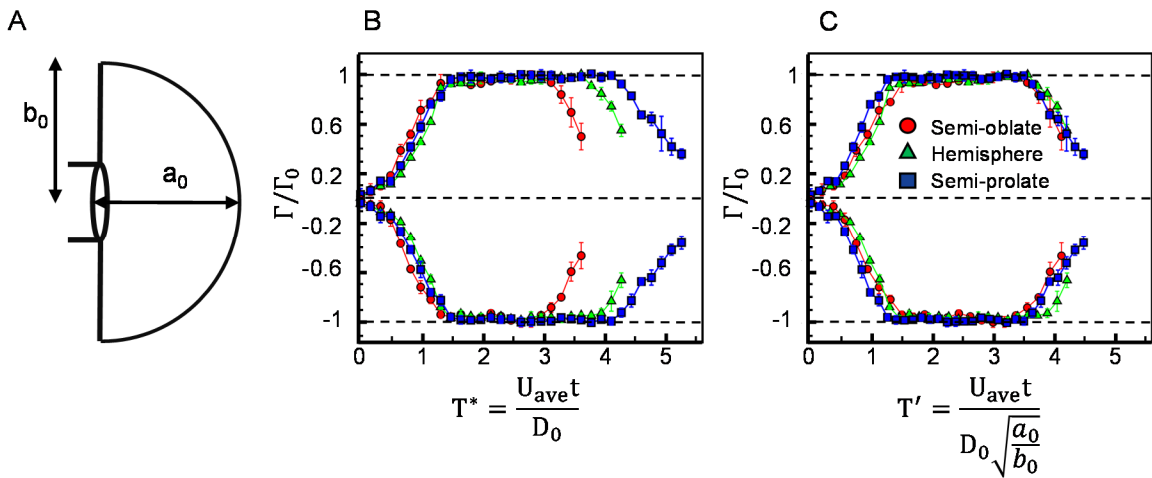 A
b₀
a₀
B
Γ/Γ₀
1
0.6
0.2
-0.2
-0.6
-1
0 1 2 3 4 5
T* = U_ave t / D₀
C
Γ/Γ₀
1
0.6
0.2
-0.2
-0.6
-1
Semi-oblate
Hemisphere
Semi-prolate
0 1 2 3 4 5
T′ = U_ave t / D₀ √(a₀/b₀)